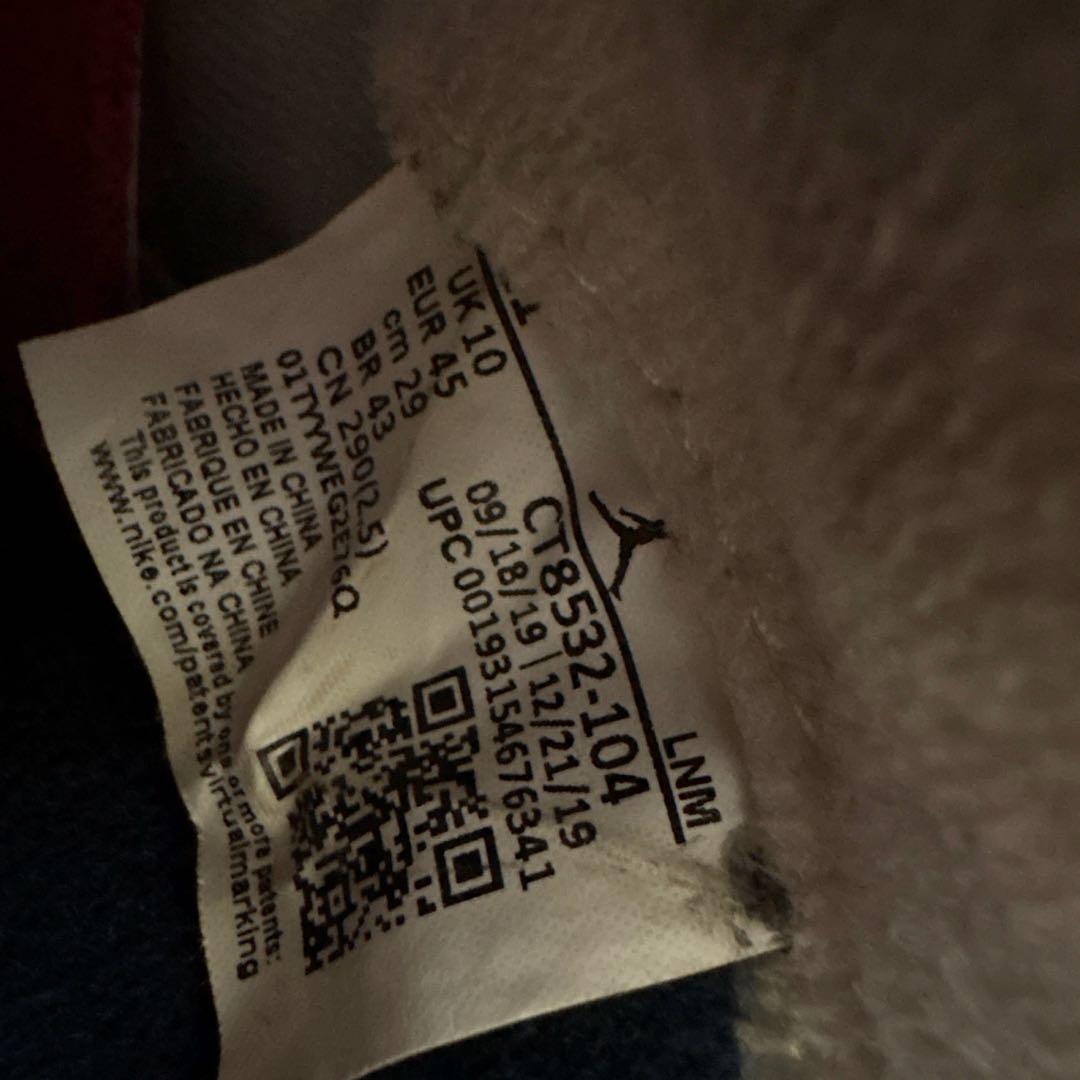 LNM
UK 10
EUR 45
cm 29
BR 43
CN 290(2.5)
CT8532-104
09/18/19 | 12/21/19
UPC 00193154676341
MADE IN CHINA
HECHO EN CHINA
FABRIQUE EN CHINE
FABRICADO NA CHINA
This product is covered by one or more patents:
www.nike.com/patentsvirtualmarking